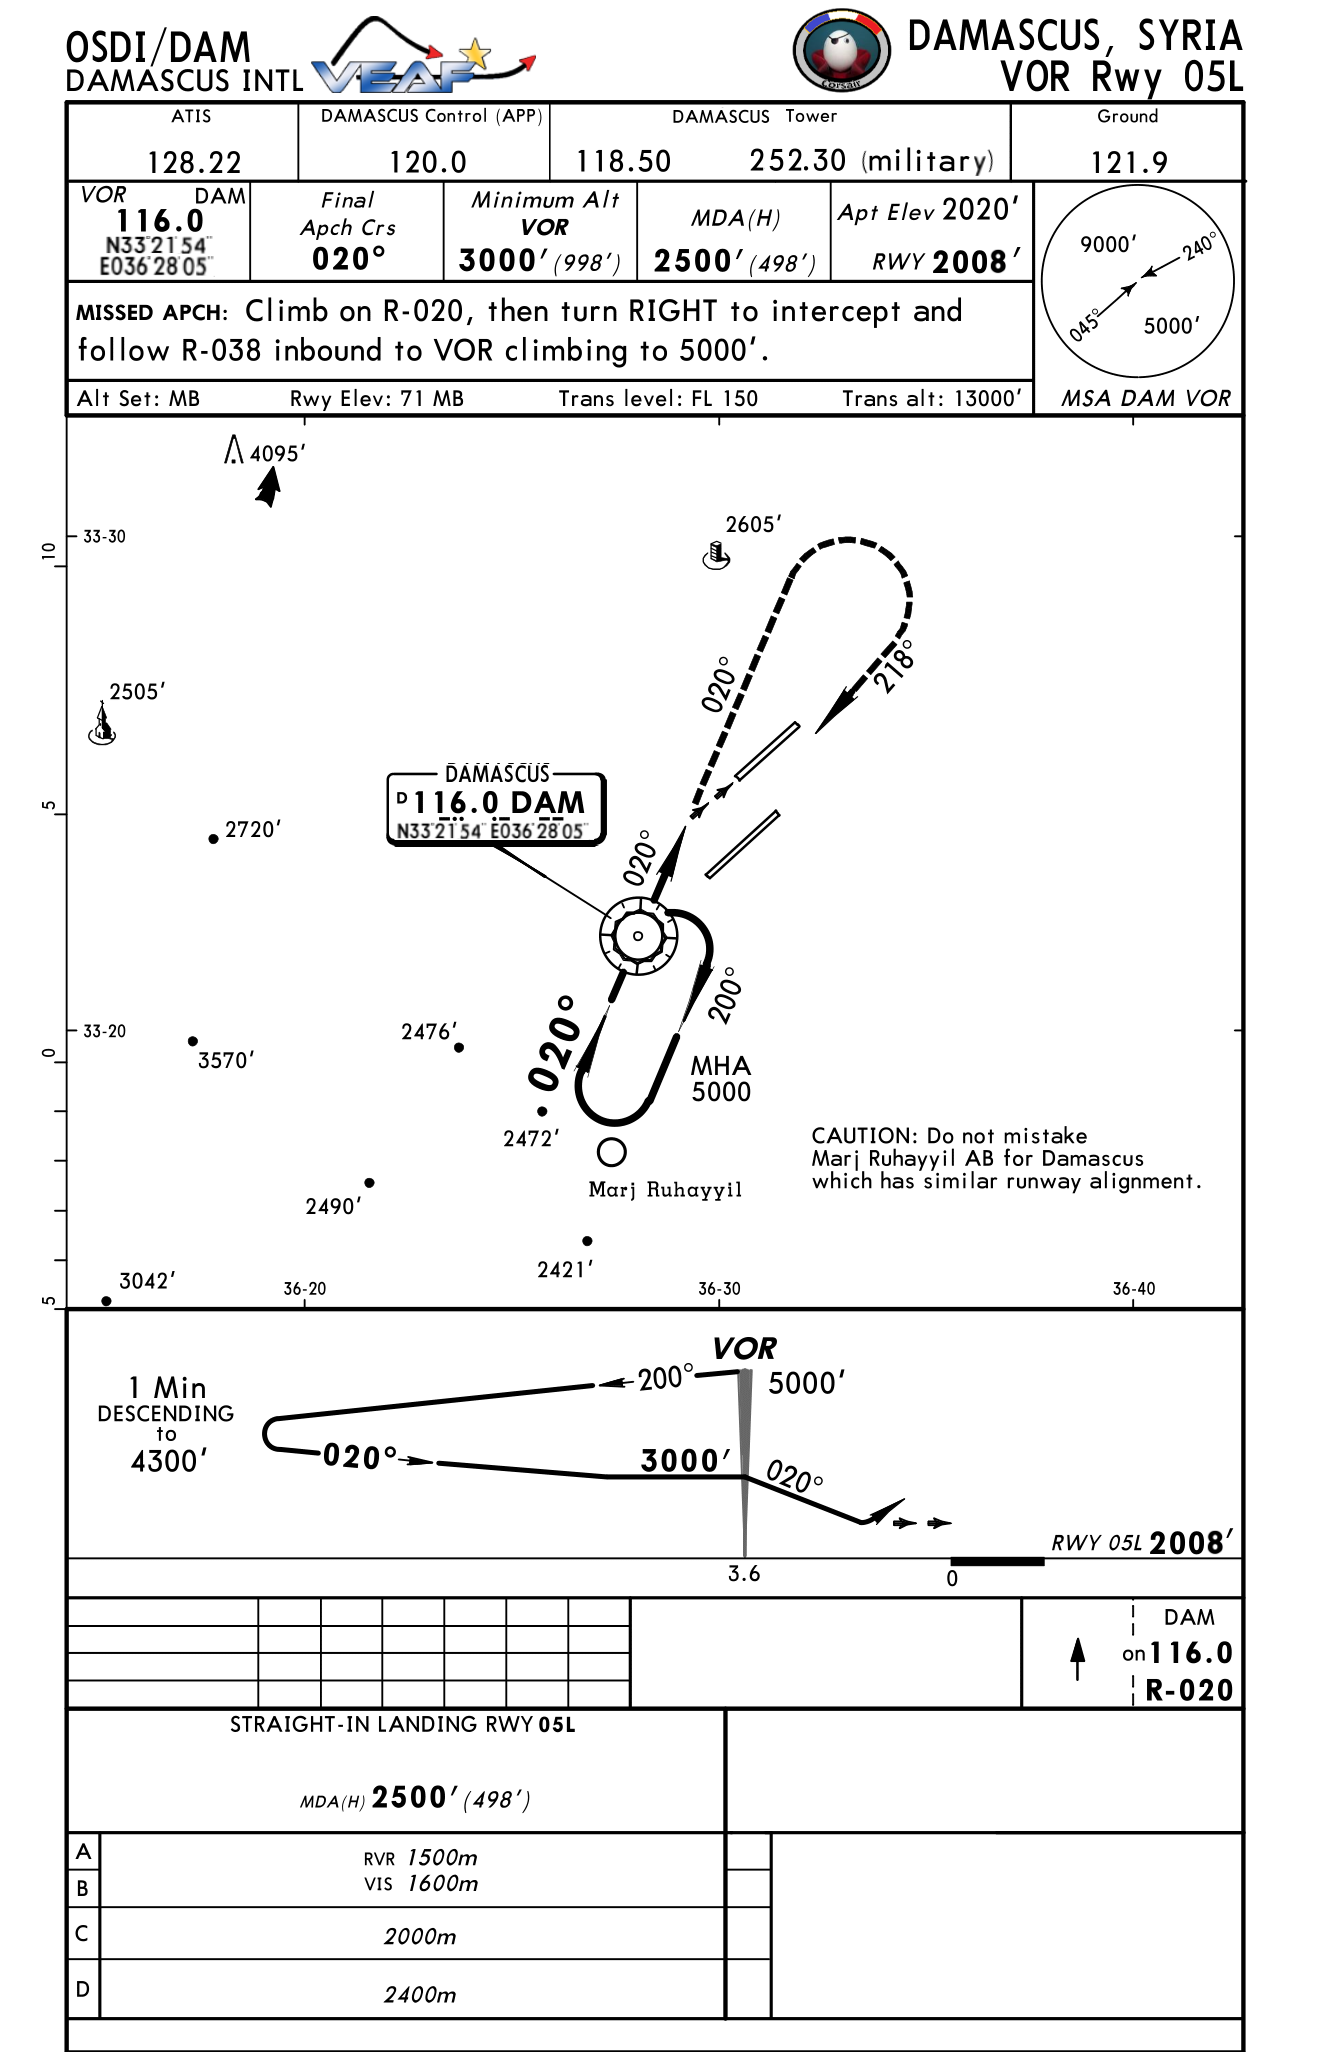 OSDI/DAM
DAMASCUS INTL
VEAF
Corsair
DAMASCUS, SYRIA
VOR Rwy 05L
ATIS
128.22
DAMASCUS Control (APP)
120.0
DAMASCUS Tower
118.50 252.30 (military)
Ground
121.9
VOR DAM
116.0
N33°21'54"
E036°28'05"
Final
Apch Crs
020°
Minimum Alt
VOR
3000' (998')
MDA(H)
2500' (498')
Apt Elev 2020'
RWY 2008'
9000'
240°
045°
5000'
MSA DAM VOR
MISSED APCH: Climb on R-020, then turn RIGHT to intercept and
follow R-038 inbound to VOR climbing to 5000'.
Alt Set: MB Rwy Elev: 71 MB Trans level: FL 150 Trans alt: 13000'
4095'
33-30
10
2605'
020°
218°
2505'
DAMASCUS
D 116.0 DAM
N33°21'54" E036°28'05"
5
2720'
020°
200°
020°
33-20
2476'
3570'
0
MHA
5000
2472'
CAUTION: Do not mistake
Marj Ruhayyil AB for Damascus
which has similar runway alignment.
Marj Ruhayyil
2490'
2421'
3042'
5
36-20
36-30
36-40
VOR
200°
5000'
1 Min
DESCENDING
to
4300'
020°
3000'
020°
RWY 05L 2008'
3.6
0
DAM
on 116.0
R-020
STRAIGHT-IN LANDING RWY 05L
MDA(H) 2500' (498')
A
B
RVR 1500m
VIS 1600m
C
2000m
D
2400m